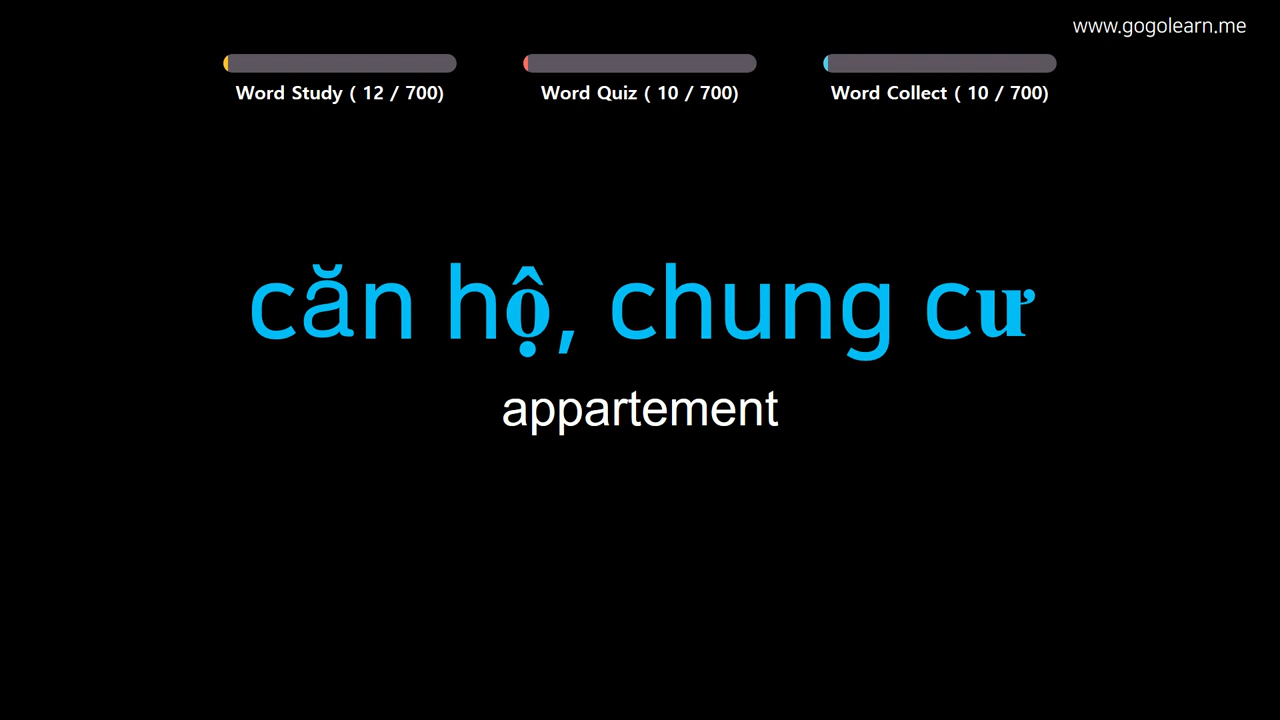 www.gogolearn.me
Word Study ( 12 / 700)
Word Quiz ( 10 / 700)
Word Collect ( 10 / 700)
căn hộ, chung cư
appartement